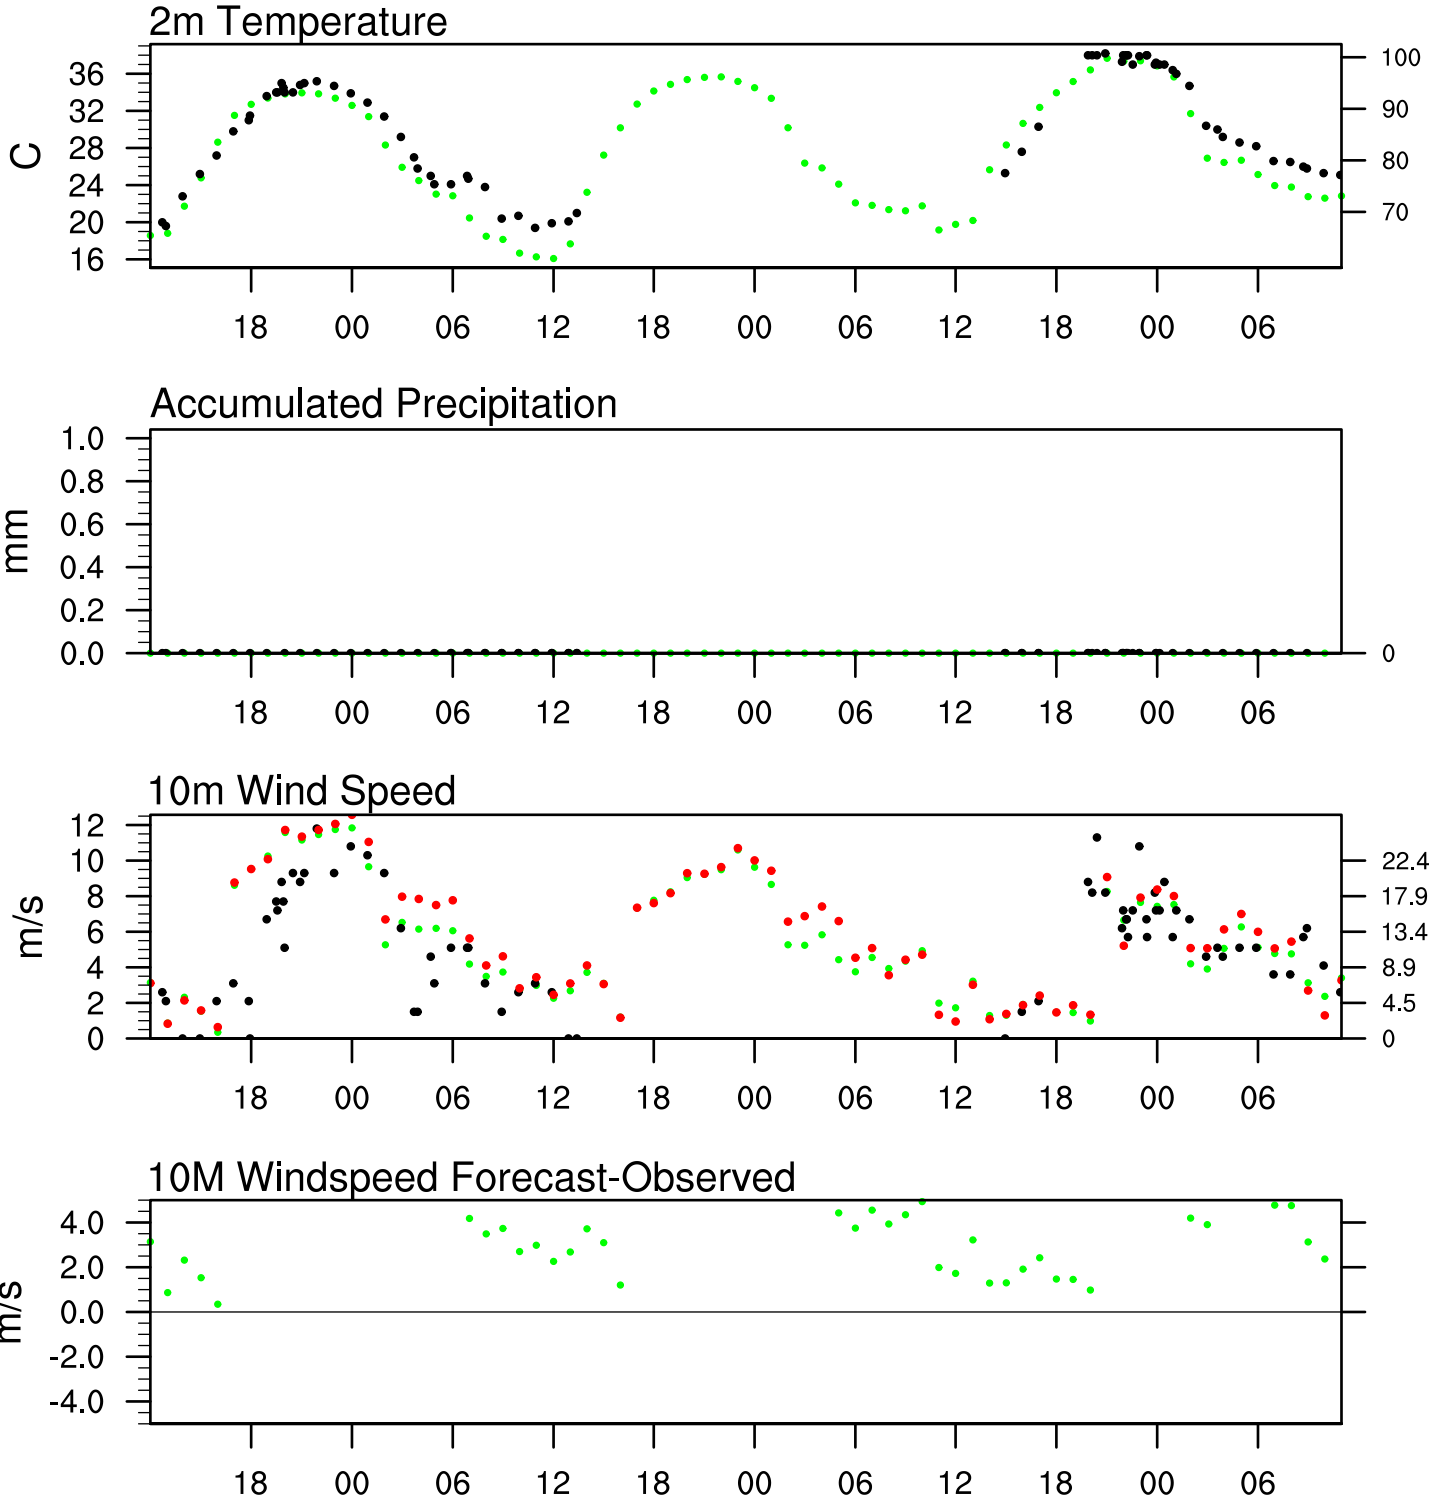 2m Temperature
C
36
32
28
24
20
16
100
90
80
70
18 00 06 12 18 00 06 12 18 00 06
Accumulated Precipitation
mm
1.0
0.8
0.6
0.4
0.2
0.0
0
18 00 06 12 18 00 06 12 18 00 06
10m Wind Speed
m/s
12
10
8
6
4
2
0
22.4
17.9
13.4
8.9
4.5
0
18 00 06 12 18 00 06 12 18 00 06
10M Windspeed Forecast-Observed
m/s
4.0
2.0
0.0
-2.0
-4.0
18 00 06 12 18 00 06 12 18 00 06